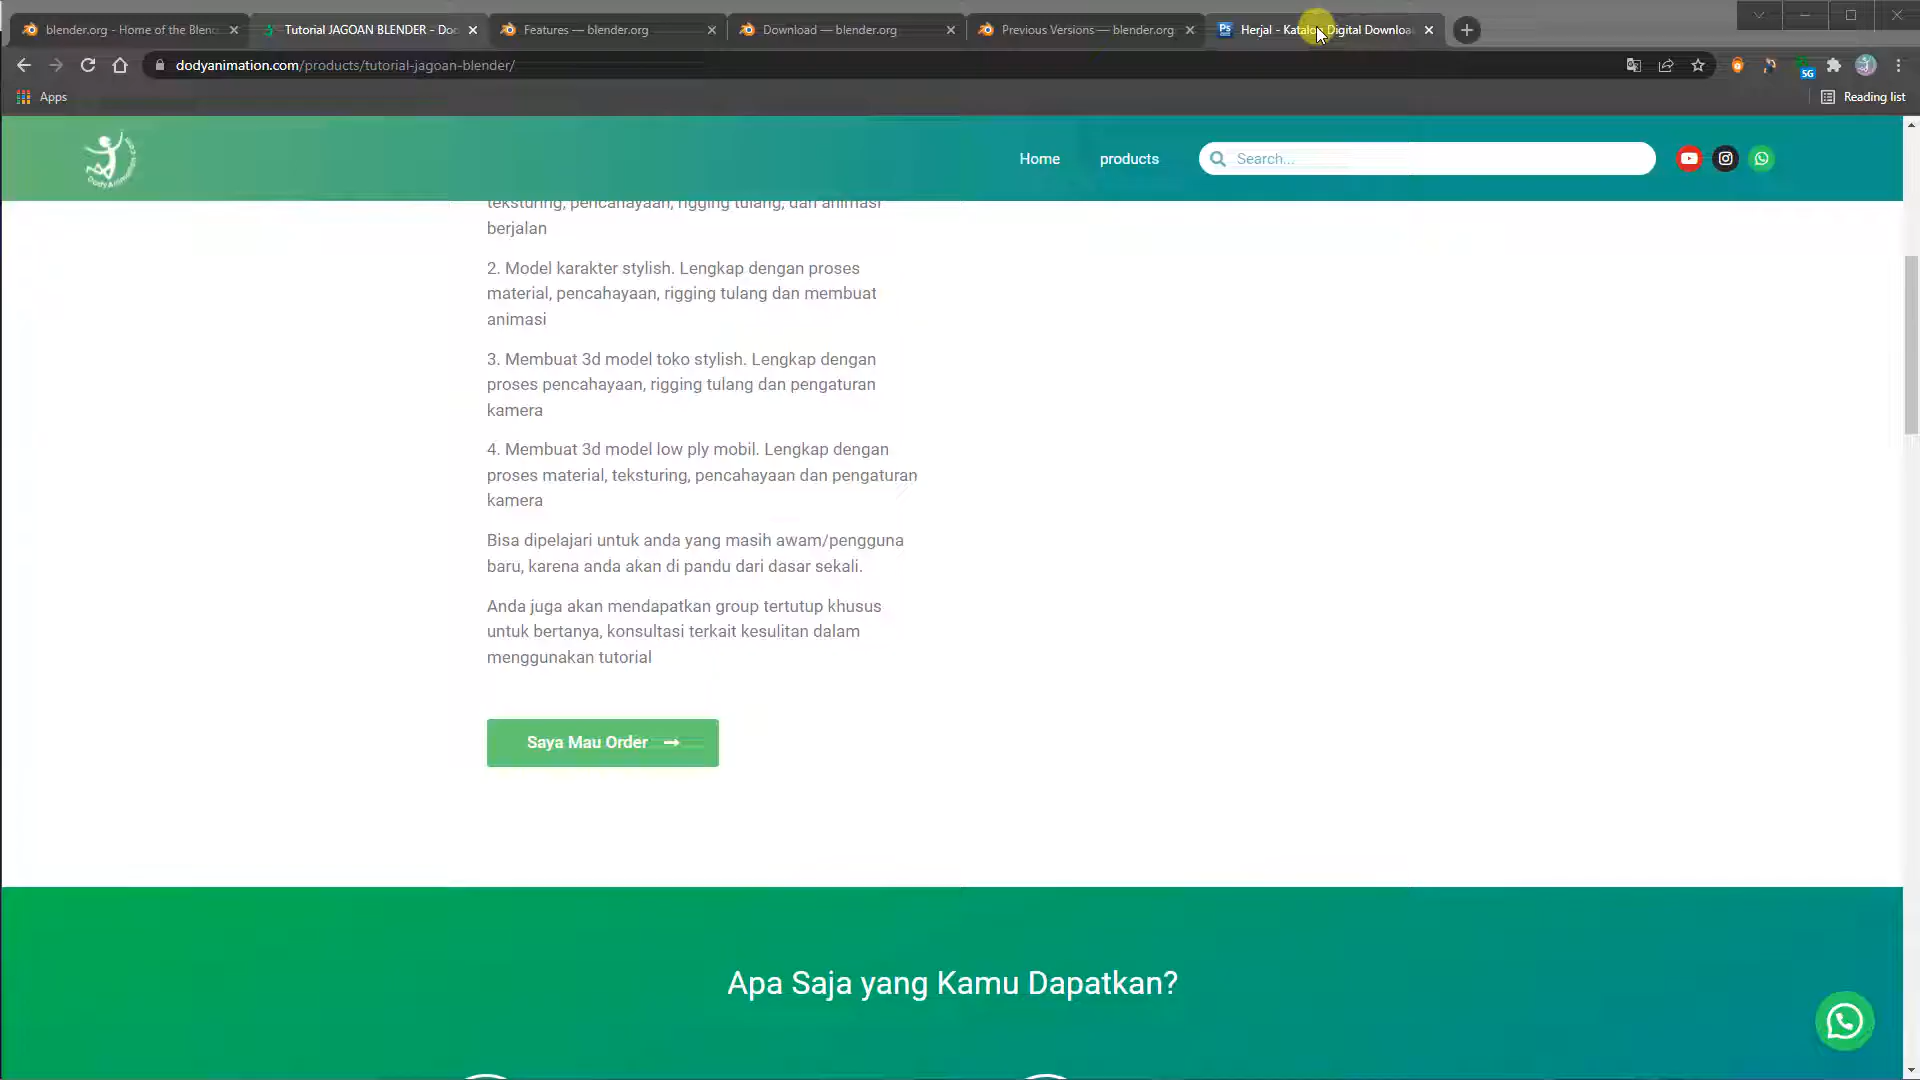 blender.org - Home of the Blen
Tutorial JAGOAN BLENDER - Do
Features — blender.org
Download — blender.org
Previous Versions — blender.org
Herjal - Katalog Digital Downloa
dodyanimation.com/products/tutorial-jagoan-blender/
5G
Apps
Reading list
Home
products
Search...
teksturing, pencahayaan, rigging tulang, dan animasi
berjalan
2. Model karakter stylish. Lengkap dengan proses
material, pencahayaan, rigging tulang dan membuat
animasi
3. Membuat 3d model toko stylish. Lengkap dengan
proses pencahayaan, rigging tulang dan pengaturan
kamera
4. Membuat 3d model low ply mobil. Lengkap dengan
proses material, teksturing, pencahayaan dan pengaturan
kamera
Bisa dipelajari untuk anda yang masih awam/pengguna
baru, karena anda akan di pandu dari dasar sekali.
Anda juga akan mendapatkan group tertutup khusus
untuk bertanya, konsultasi terkait kesulitan dalam
menggunakan tutorial
Saya Mau Order
Apa Saja yang Kamu Dapatkan?